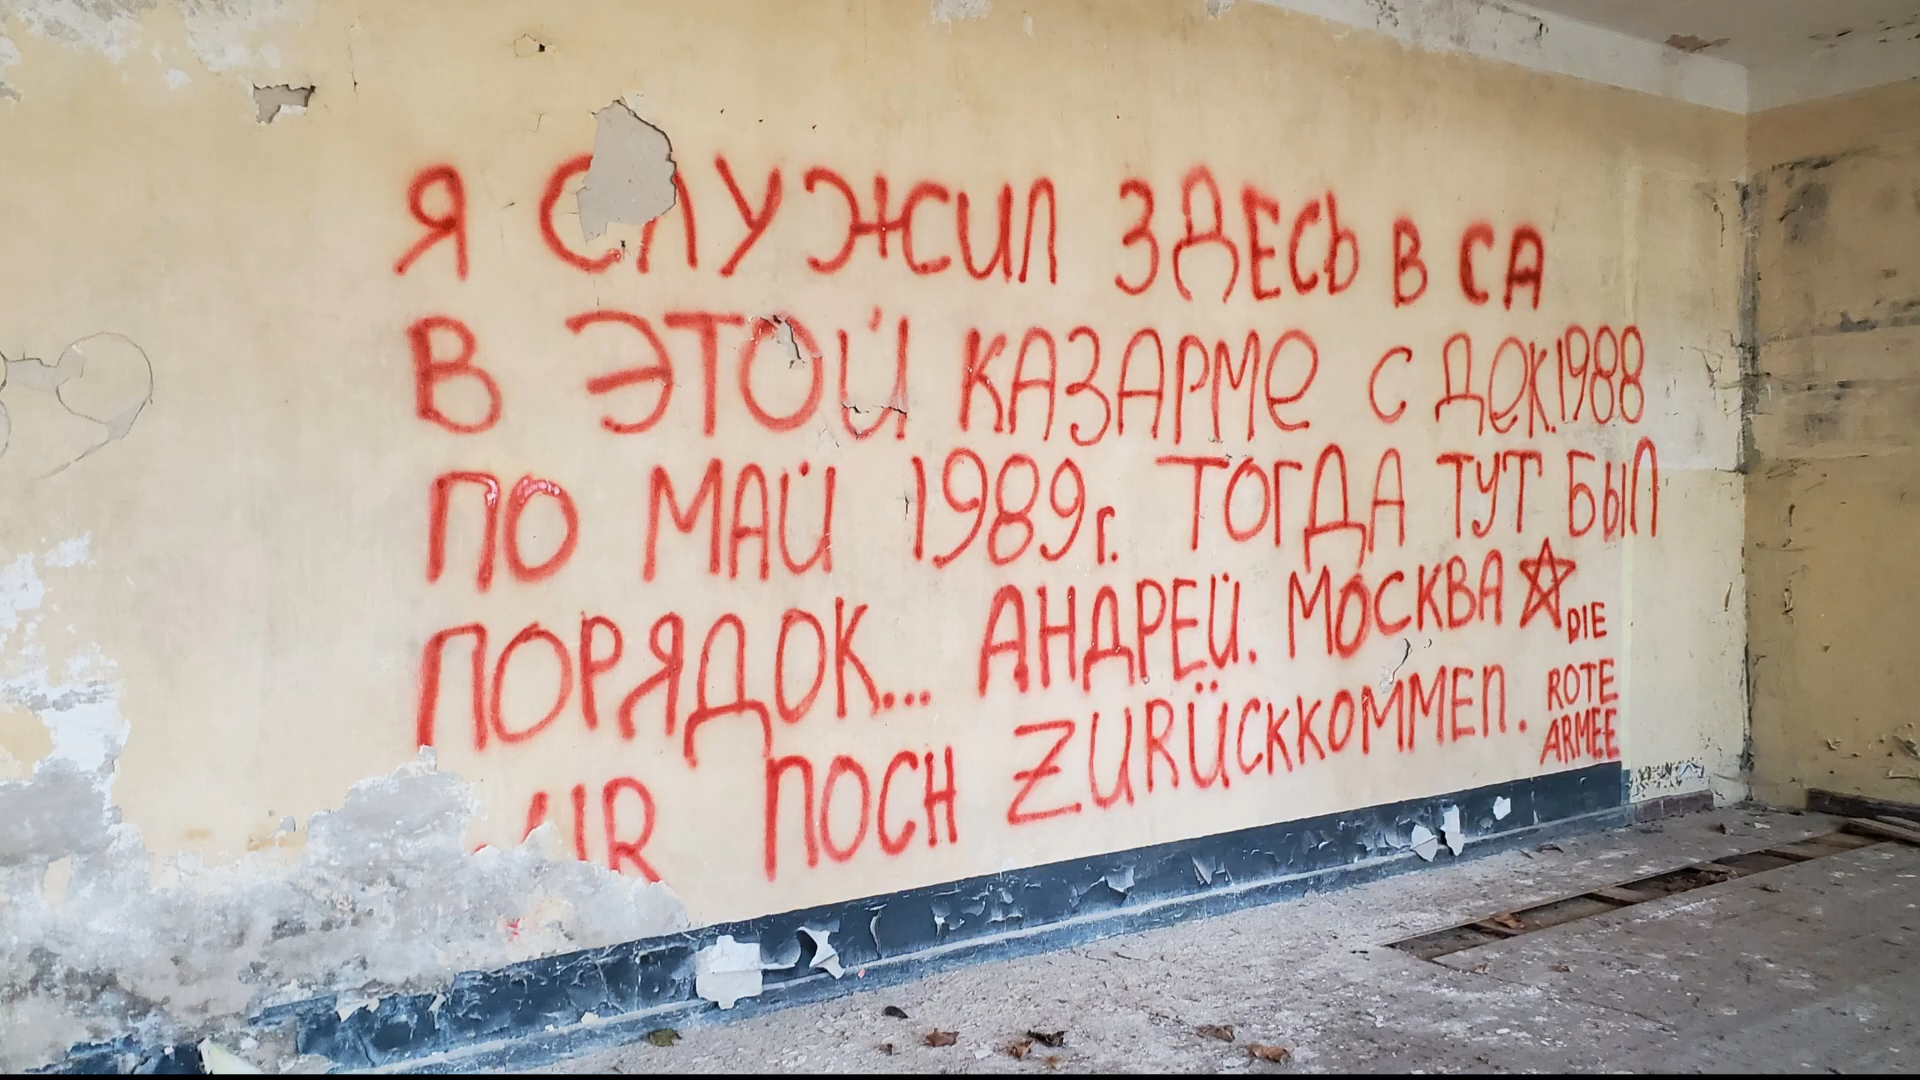 Я СЛУЖИЛ ЗДЕСЬ В СА
В ЭТОЙ КАЗАРМЕ С ДЕК.1988
ПО МАЙ 1989г. ТОГДА ТУТ БЫЛ
ПОРЯДОК... АНДРЕЙ. МОСКВА
NOCH ZURÜCKKOMMEN.
DIE
ROTE
ARMEE